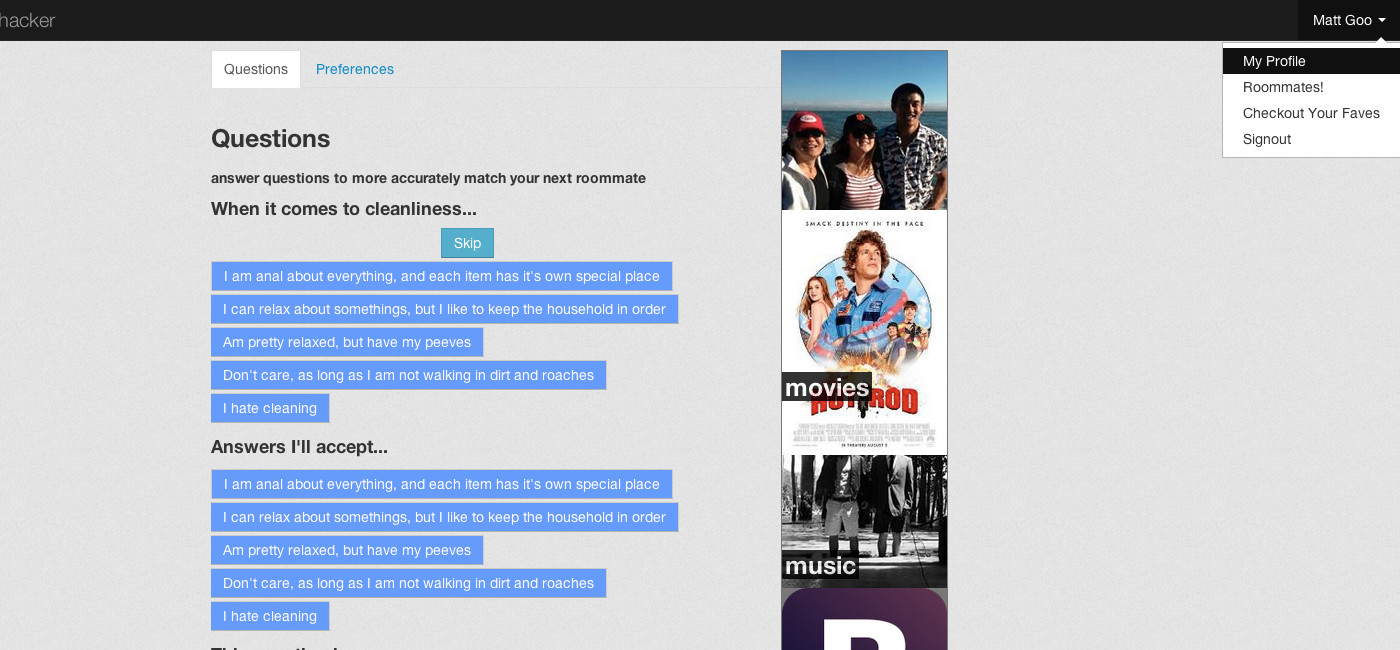 hacker
Matt Goo
My Profile
Roommates!
Checkout Your Faves
Signout
Questions
Preferences
Questions
answer questions to more accurately match your next roommate
When it comes to cleanliness...
Skip
I am anal about everything, and each item has it's own special place
I can relax about somethings, but I like to keep the household in order
Am pretty relaxed, but have my peeves
Don't care, as long as I am not walking in dirt and roaches
I hate cleaning
Answers I'll accept...
I am anal about everything, and each item has it's own special place
I can relax about somethings, but I like to keep the household in order
Am pretty relaxed, but have my peeves
Don't care, as long as I am not walking in dirt and roaches
I hate cleaning
SMACK DESTINY IN THE FACE
movies
HOT ROD
IN THEATERS AUGUST 3
music